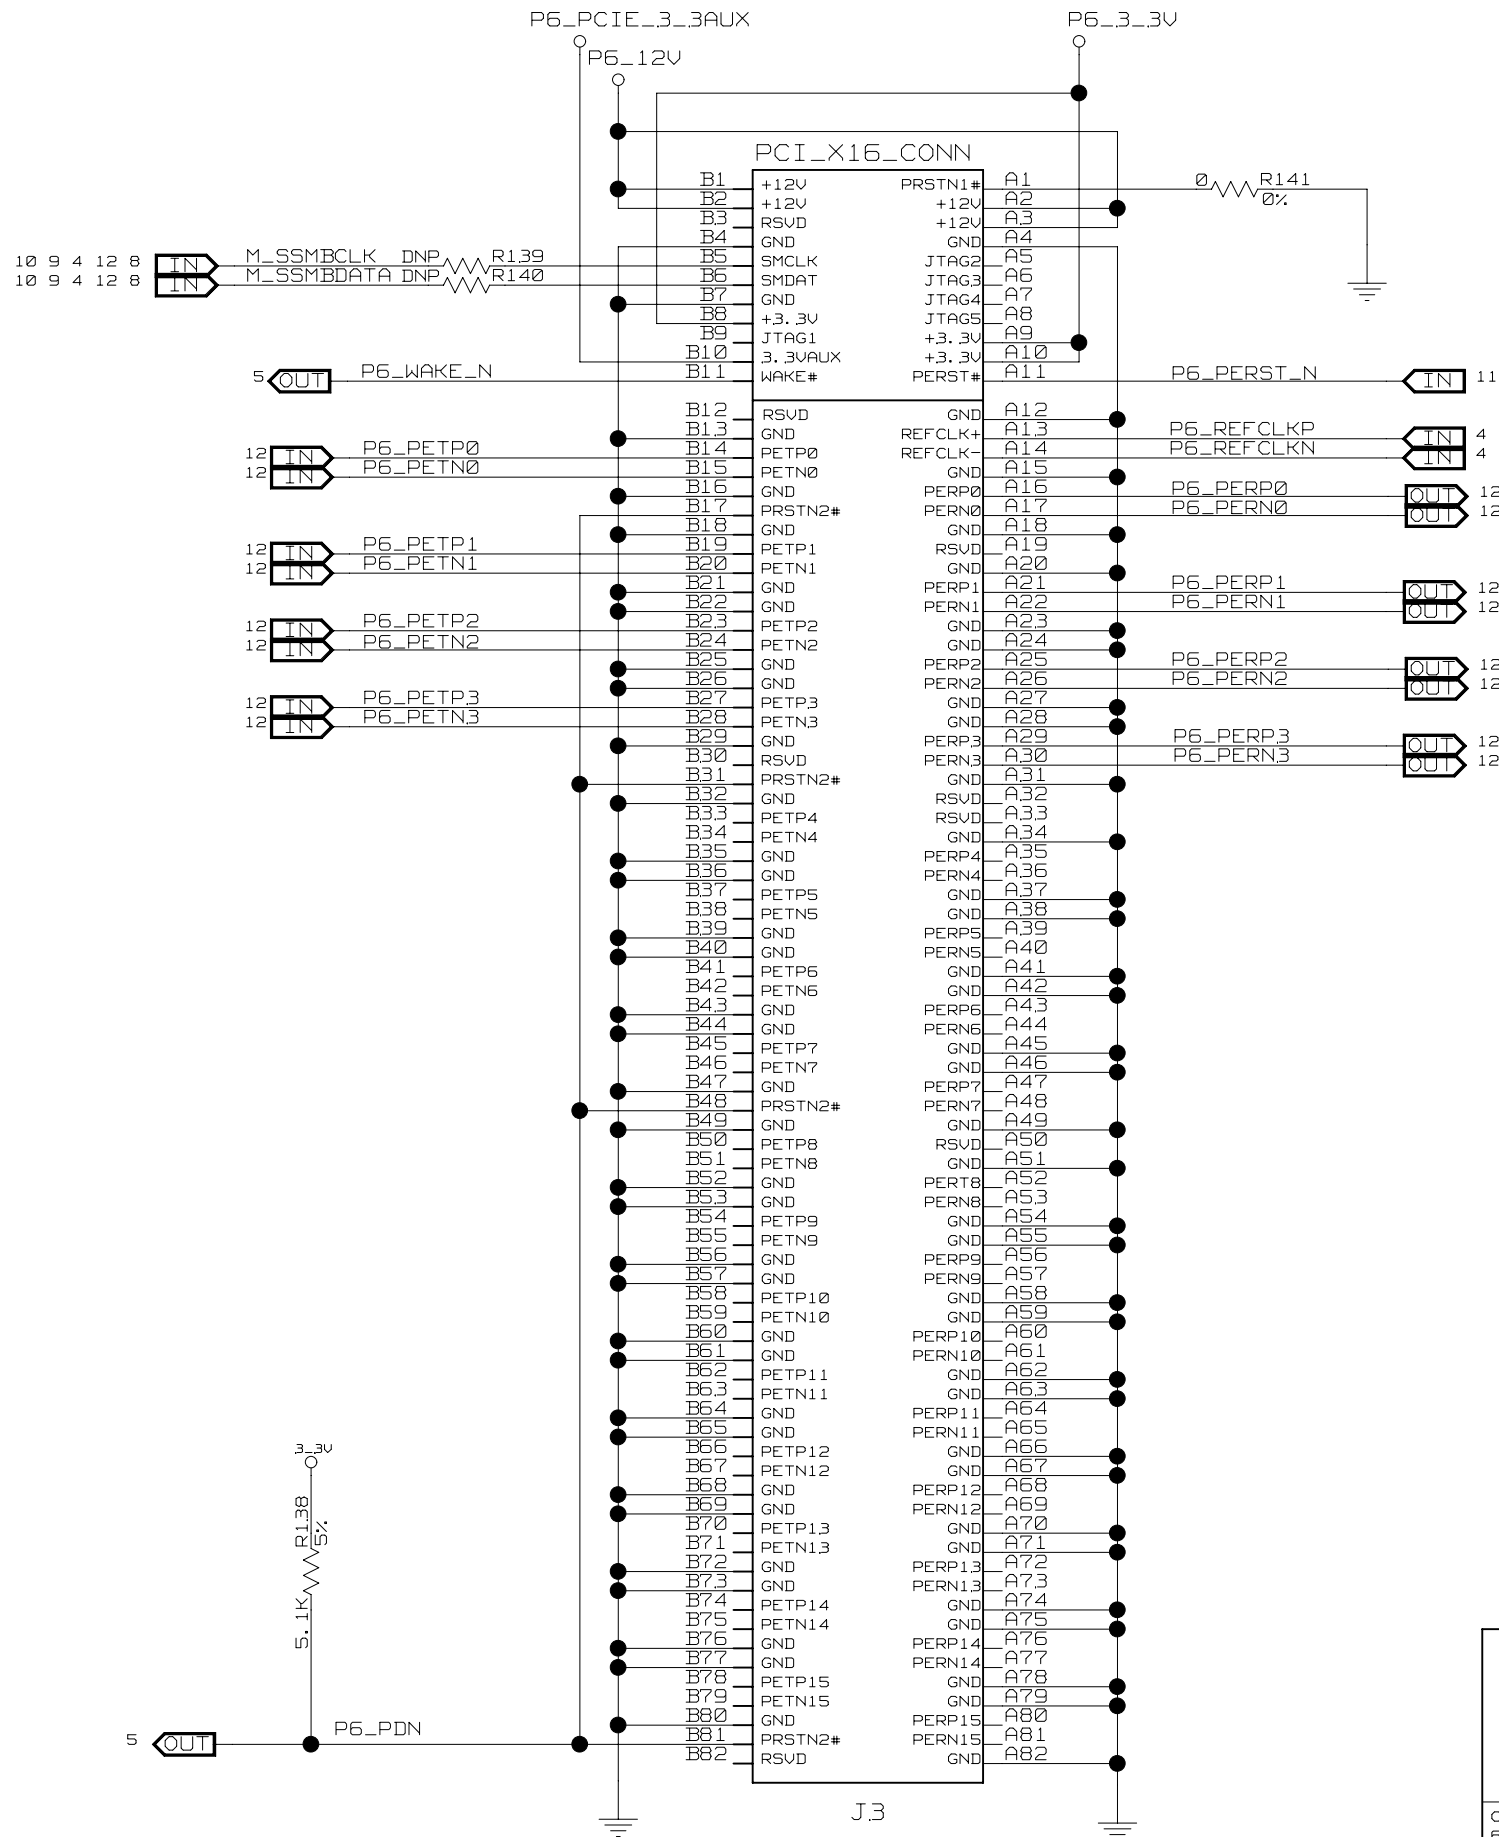 P6_PCIE_3_3AUX
P6_3_3V
P6_12V
PCI_X16_CONN
B1 +12V PRSTN1# A1 0 R141
B2 +12V +12V A2 0%
B3 RSVD +12V A3
B4 GND GND A4
10 9 4 12 8 IN M_SSMBCLK DNP R139 B5 SMCLK JTAG2 A5
10 9 4 12 8 IN M_SSMBDATA DNP R140 B6 SMDAT JTAG3 A6
B7 GND JTAG4 A7
B8 +3.3V JTAG5 A8
B9 JTAG1 +3.3V A9
B10 3.3VAUX +3.3V A10
5 OUT P6_WAKE_N B11 WAKE# PERST# A11 P6_PERST_N IN 11
B12 RSVD GND A12
B13 GND REFCLK+ A13 P6_REFCLKP IN 4
12 IN P6_PETP0 B14 PETP0 REFCLK- A14 P6_REFCLKN IN 4
12 IN P6_PETN0 B15 PETN0 GND A15
B16 GND PERP0 A16 P6_PERP0 OUT 12
B17 PRSTN2# PERN0 A17 P6_PERN0 OUT 12
B18 GND GND A18
12 IN P6_PETP1 B19 PETP1 RSVD A19
12 IN P6_PETN1 B20 PETN1 GND A20
B21 GND PERP1 A21 P6_PERP1 OUT 12
B22 GND PERN1 A22 P6_PERN1 OUT 12
12 IN P6_PETP2 B23 PETP2 GND A23
12 IN P6_PETN2 B24 PETN2 GND A24
B25 GND PERP2 A25 P6_PERP2 OUT 12
B26 GND PERN2 A26 P6_PERN2 OUT 12
12 IN P6_PETP3 B27 PETP3 GND A27
12 IN P6_PETN3 B28 PETN3 GND A28
B29 GND PERP3 A29 P6_PERP3 OUT 12
B30 RSVD PERN3 A30 P6_PERN3 OUT 12
B31 PRSTN2# GND A31
B32 GND RSVD A32
B33 PETP4 RSVD A33
B34 PETN4 GND A34
B35 GND PERP4 A35
B36 GND PERN4 A36
B37 PETP5 GND A37
B38 PETN5 GND A38
B39 GND PERP5 A39
B40 GND PERN5 A40
B41 PETP6 GND A41
B42 PETN6 GND A42
B43 GND PERP6 A43
B44 GND PERN6 A44
B45 PETP7 GND A45
B46 PETN7 GND A46
B47 GND PERP7 A47
B48 PRSTN2# PERN7 A48
B49 GND GND A49
B50 PETP8 RSVD A50
B51 PETN8 GND A51
B52 GND PERT8 A52
B53 GND PERN8 A53
B54 PETP9 GND A54
B55 PETN9 GND A55
B56 GND PERP9 A56
B57 GND PERN9 A57
B58 PETP10 GND A58
B59 PETN10 GND A59
B60 GND PERP10 A60
B61 GND PERN10 A61
B62 PETP11 GND A62
B63 PETN11 GND A63
B64 GND PERP11 A64
B65 GND PERN11 A65
3_3V B66 PETP12 GND A66
B67 PETN12 GND A67
B68 GND PERP12 A68
R138 5% B69 GND PERN12 A69
B70 PETP13 GND A70
B71 PETN13 GND A71
B72 GND PERP13 A72
B73 GND PERN13 A73
5.1K B74 PETP14 GND A74
B75 PETN14 GND A75
B76 GND PERP14 A76
B77 GND PERN14 A77
B78 PETP15 GND A78
B79 PETN15 GND A79
B80 GND PERP15 A80
5 OUT P6_PDN B81 PRSTN2# PERN15 A81
B82 RSVD GND A82
J3